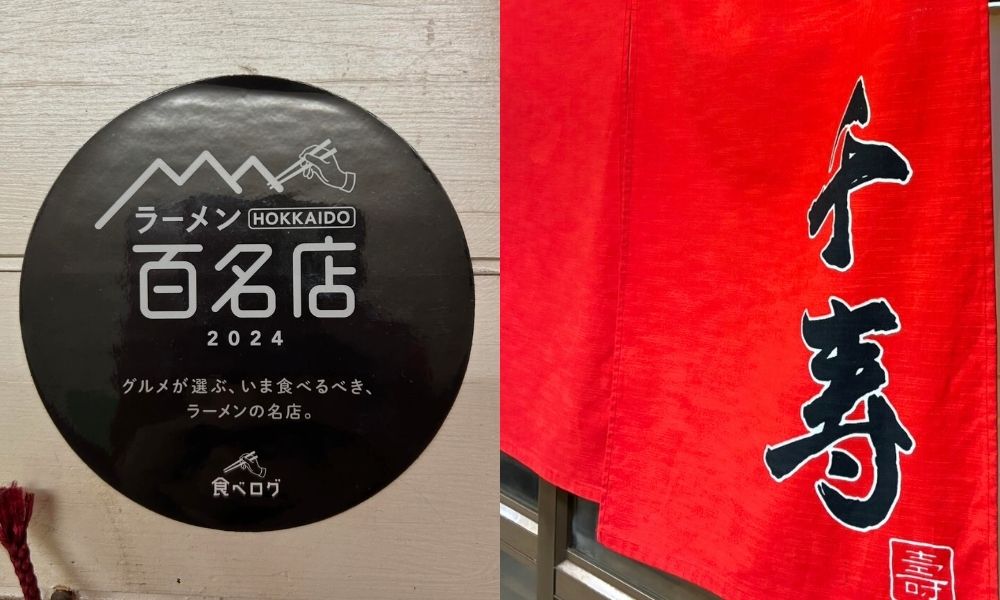 ラーメン HOKKAIDO
百名店
2024
グルメが選ぶ、いま食べるべき、
ラーメンの名店。
食べログ
千寿
壽